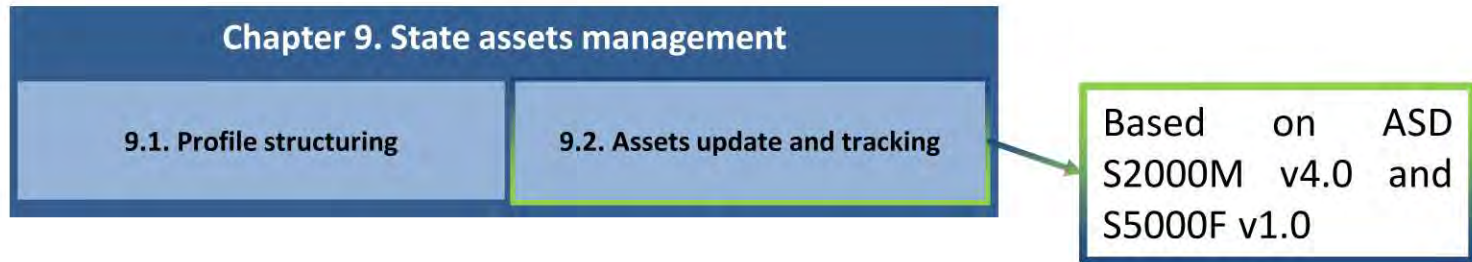 Chapter 9. State assets management
9.1. Profile structuring
9.2. Assets update and tracking
Based on ASD
S2000M v4.0 and
S5000F v1.0